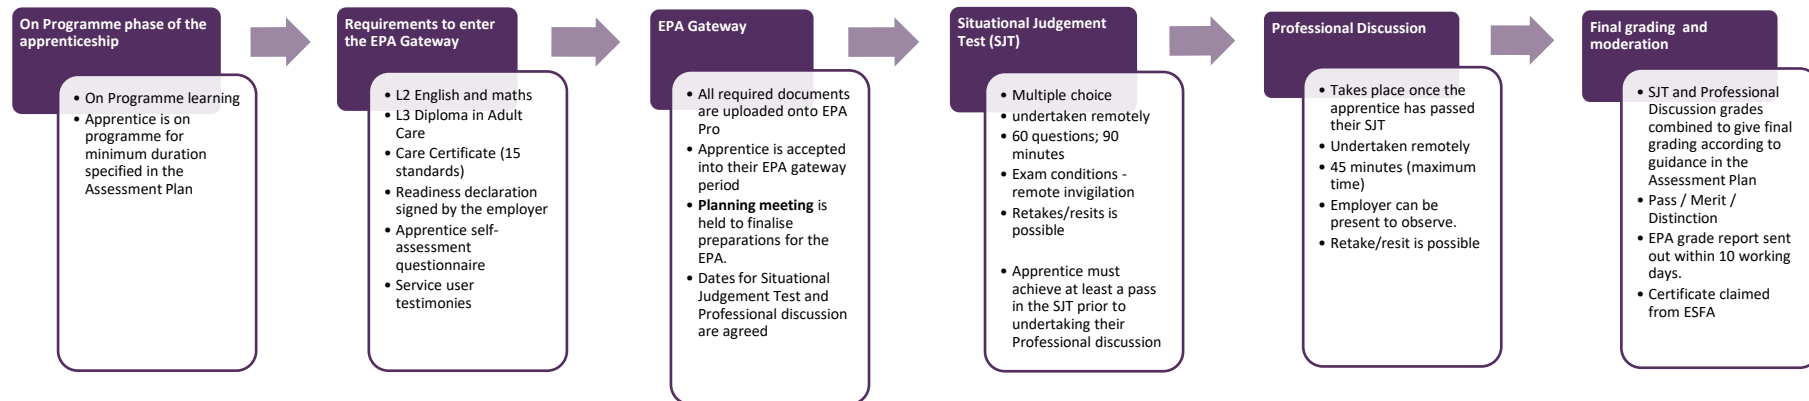 On Programme phase of the
apprenticeship
• On Programme learning
• Apprentice is on
programme for
minimum duration
specified in the
Assessment Plan
Requirements to enter
the EPA Gateway
• L2 English and maths
• L3 Diploma in Adult
Care
• Care Certificate (15
standards)
• Readiness declaration
signed by the employer
• Apprentice self-
assessment
questionnaire
• Service user
testimonies
EPA Gateway
• All required documents
are uploaded onto EPA
Pro
• Apprentice is accepted
into their EPA gateway
period
• Planning meeting is
held to finalise
preparations for the
EPA.
• Dates for Situational
Judgement Test and
Professional discussion
are agreed
Situational Judgement
Test (SJT)
• Multiple choice
• undertaken remotely
• 60 questions; 90
minutes
• Exam conditions -
remote invigilation
• Retakes/resits is
possible
• Apprentice must
achieve at least a pass
in the SJT prior to
undertaking their
Professional discussion
Professional Discussion
• Takes place once the
apprentice has passed
their SJT
• Undertaken remotely
• 45 minutes (maximum
time)
• Employer can be
present to observe.
• Retake/resit is possible
Final grading and
moderation
• SJT and Professional
Discussion grades
combined to give final
grading according to
guidance in the
Assessment Plan
• Pass / Merit /
Distinction
• EPA grade report sent
out within 10 working
days.
• Certificate claimed
from ESFA